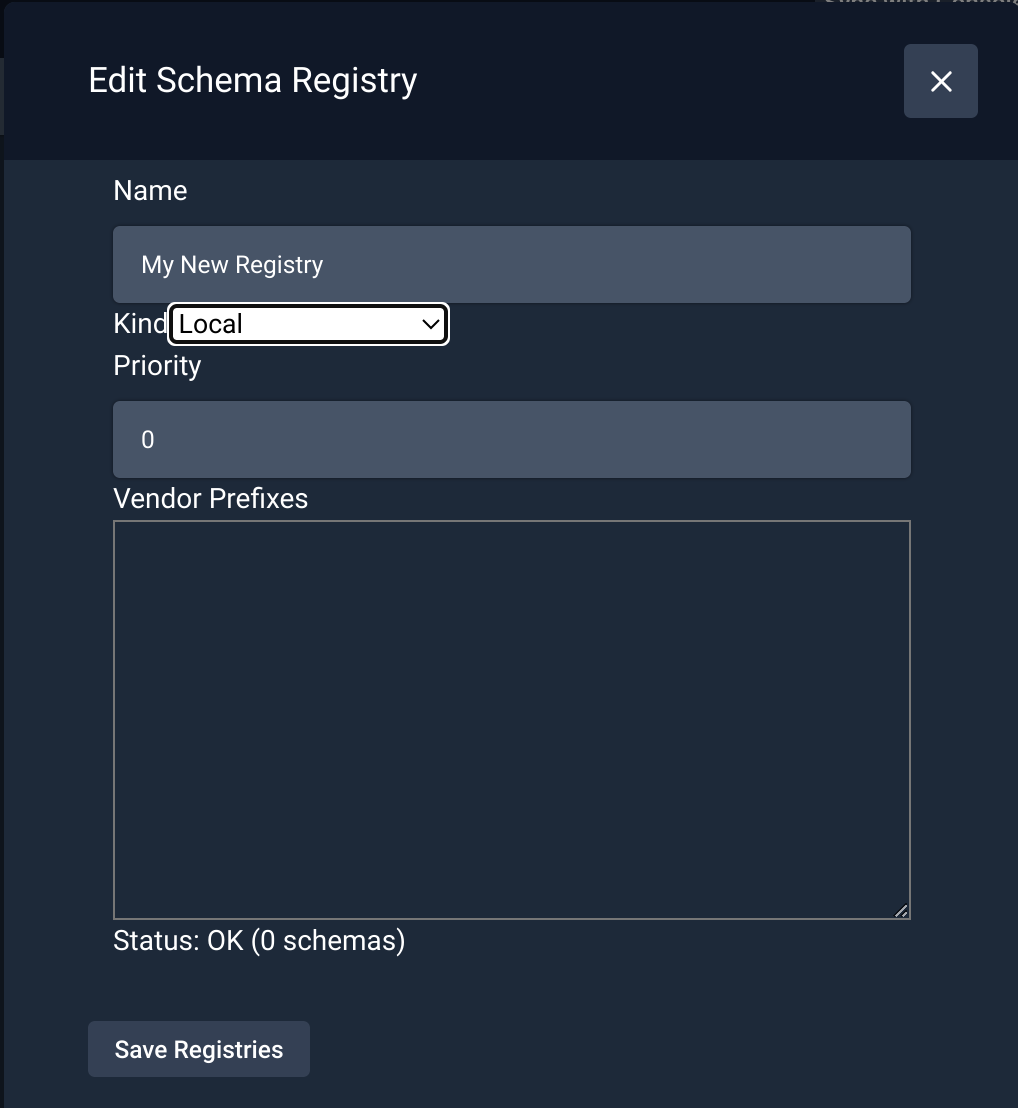 Edit Schema Registry
Name
My New Registry
Kind Local
Priority
0
Vendor Prefixes
Status: OK (0 schemas)
Save Registries